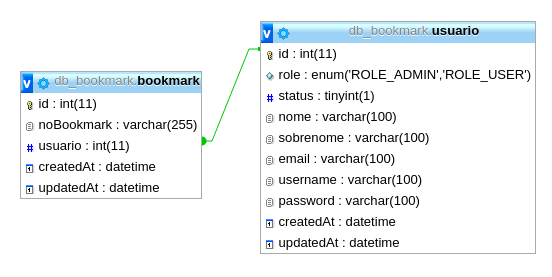 db_bookmark.bookmark
id : int(11)
noBookmark : varchar(255)
usuario : int(11)
createdAt : datetime
updatedAt : datetime
db_bookmark.usuario
id : int(11)
role : enum('ROLE_ADMIN','ROLE_USER')
status : tinyint(1)
nome : varchar(100)
sobrenome : varchar(100)
email : varchar(100)
username : varchar(100)
password : varchar(100)
createdAt : datetime
updatedAt : datetime